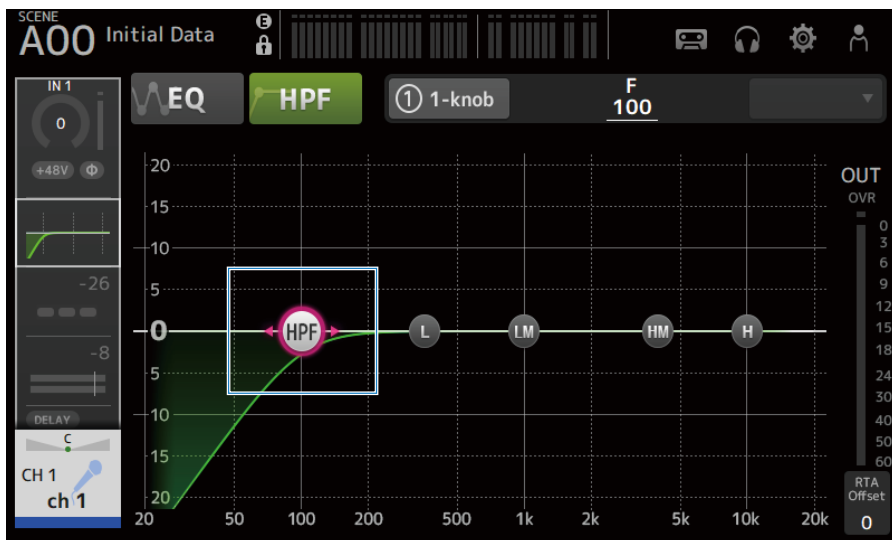 SCENE
A00 Initial Data
E
IN 1
0
+48V Φ
-26
-8
DELAY
C
CH 1
ch 1
EQ
HPF
1 1-knob
F
100
20
15
10
5
0
5
10
15
20
HPF
L
LM
HM
H
20 50 100 200 500 1k 2k 5k 10k 20k
OUT
OVR
0
3
6
9
12
15
18
24
30
40
50
60
RTA
Offset
0